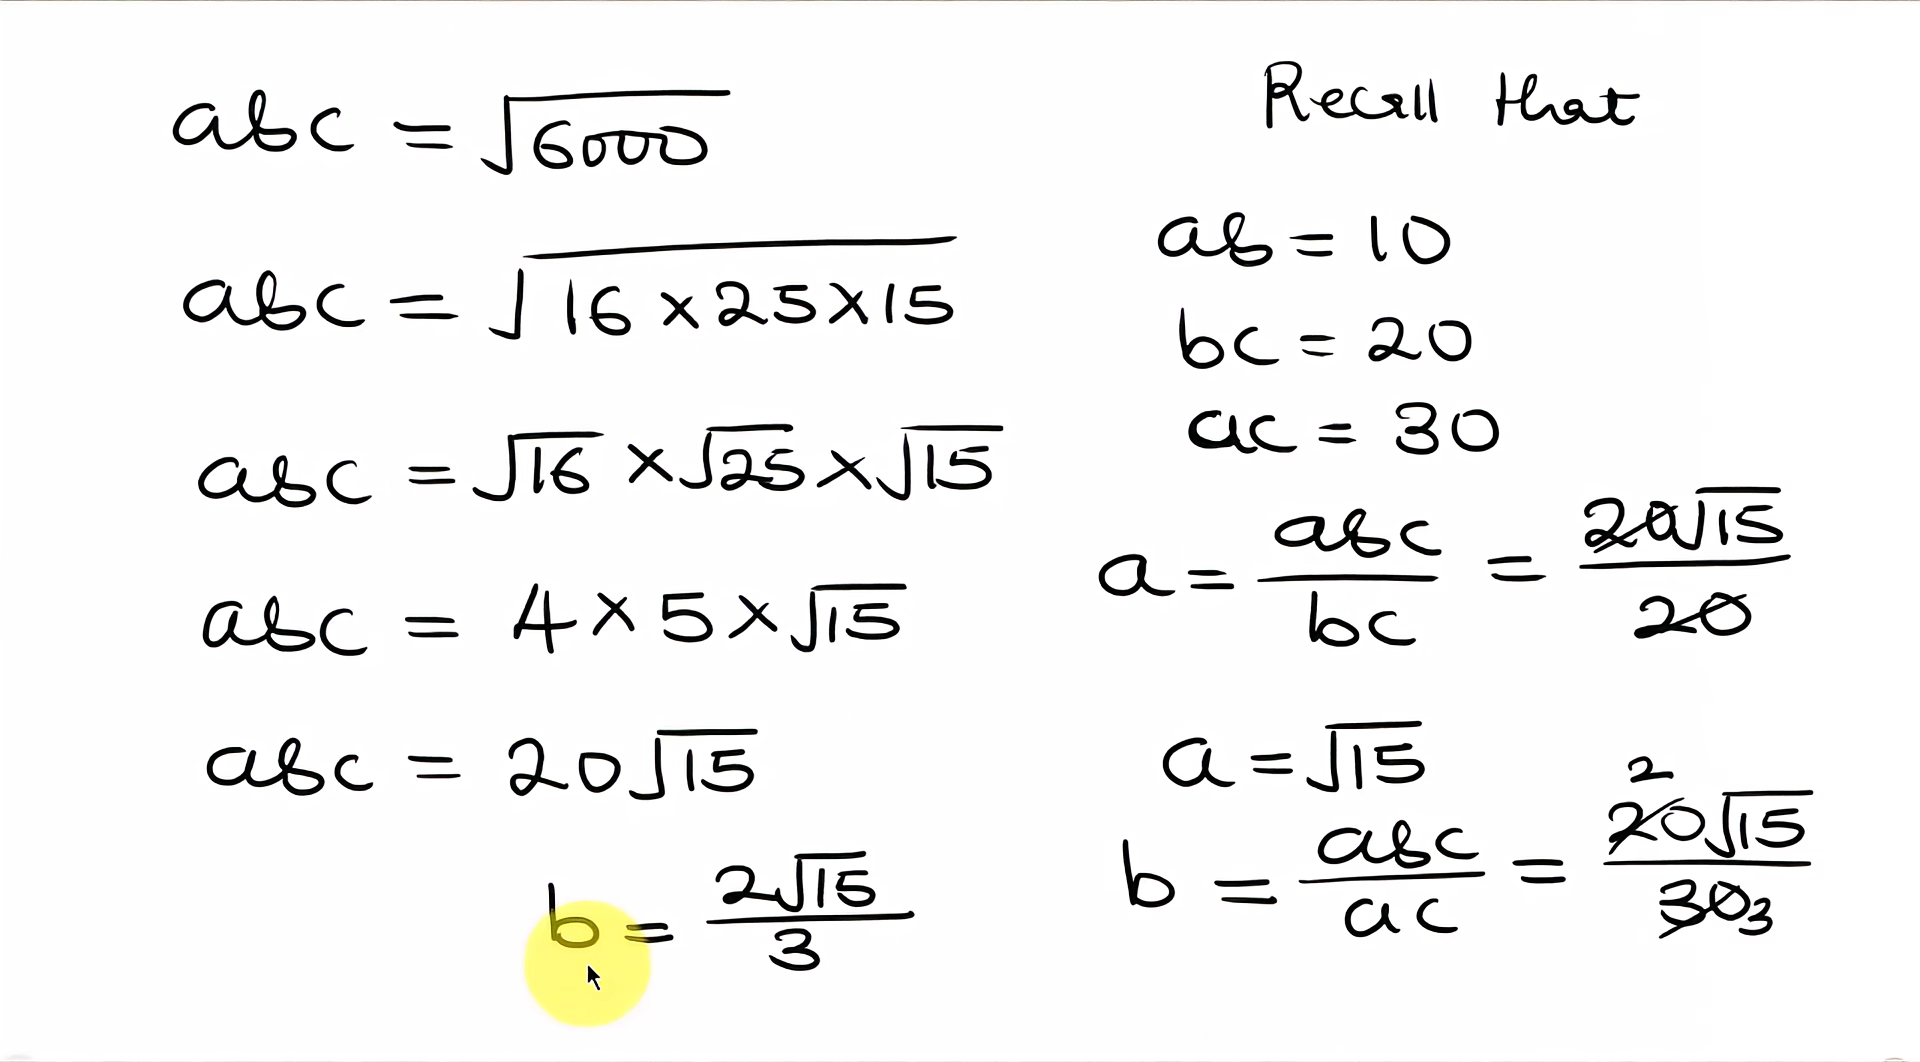 abc = √6000
abc = √16 × 25 × 15
abc = √16 × √25 × √15
abc = 4 × 5 × √15
abc = 20√15
b = 2√15 / 3
Recall that
ab = 10
bc = 20
ac = 30
a = abc / bc = 20√15 / 20
a = √15
2
b = abc / ac = 20√15 / 30 3